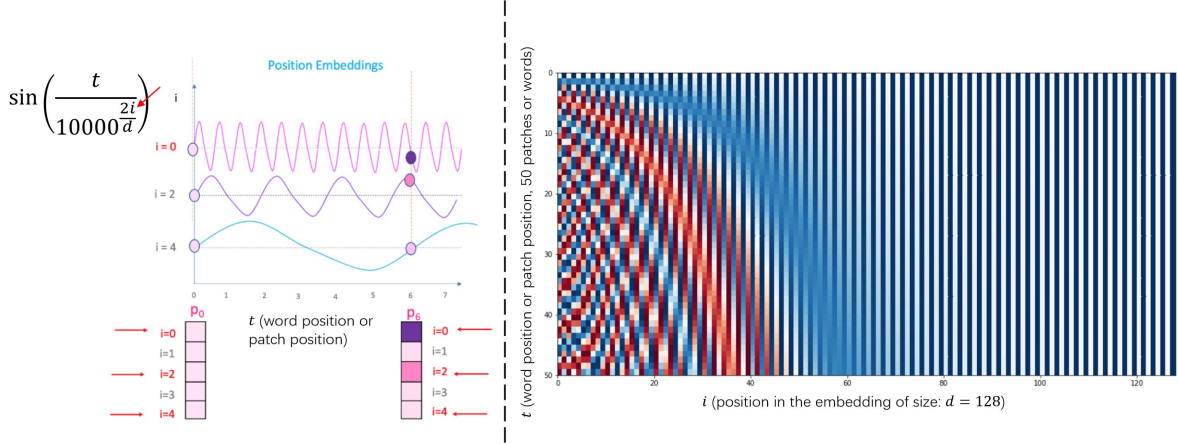 Position Embeddings
sin(t / 10000^(2i/d))
i
i = 0
i = 2
i = 4
0 1 2 3 4 5 6 7
t (word position or
patch position)
p0
i=0
i=1
i=2
i=3
i=4
p6
i=0
i=1
i=2
i=3
i=4
t (word position or patch position, 50 patches or words)
0
10
20
30
40
50
0 20 40 60 80 100 120
i (position in the embedding of size: d = 128)